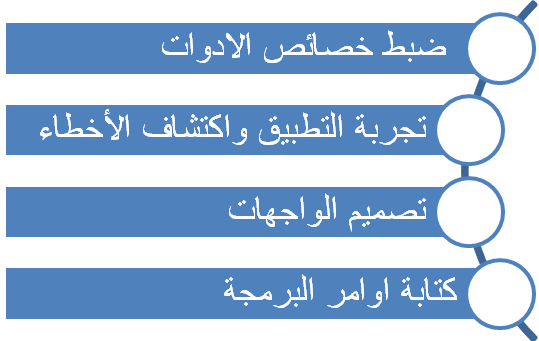 ضبط خصائص الادوات
تجربة التطبيق واكتشاف الأخطاء
تصميم الواجهات
كتابة اوامر البرمجة